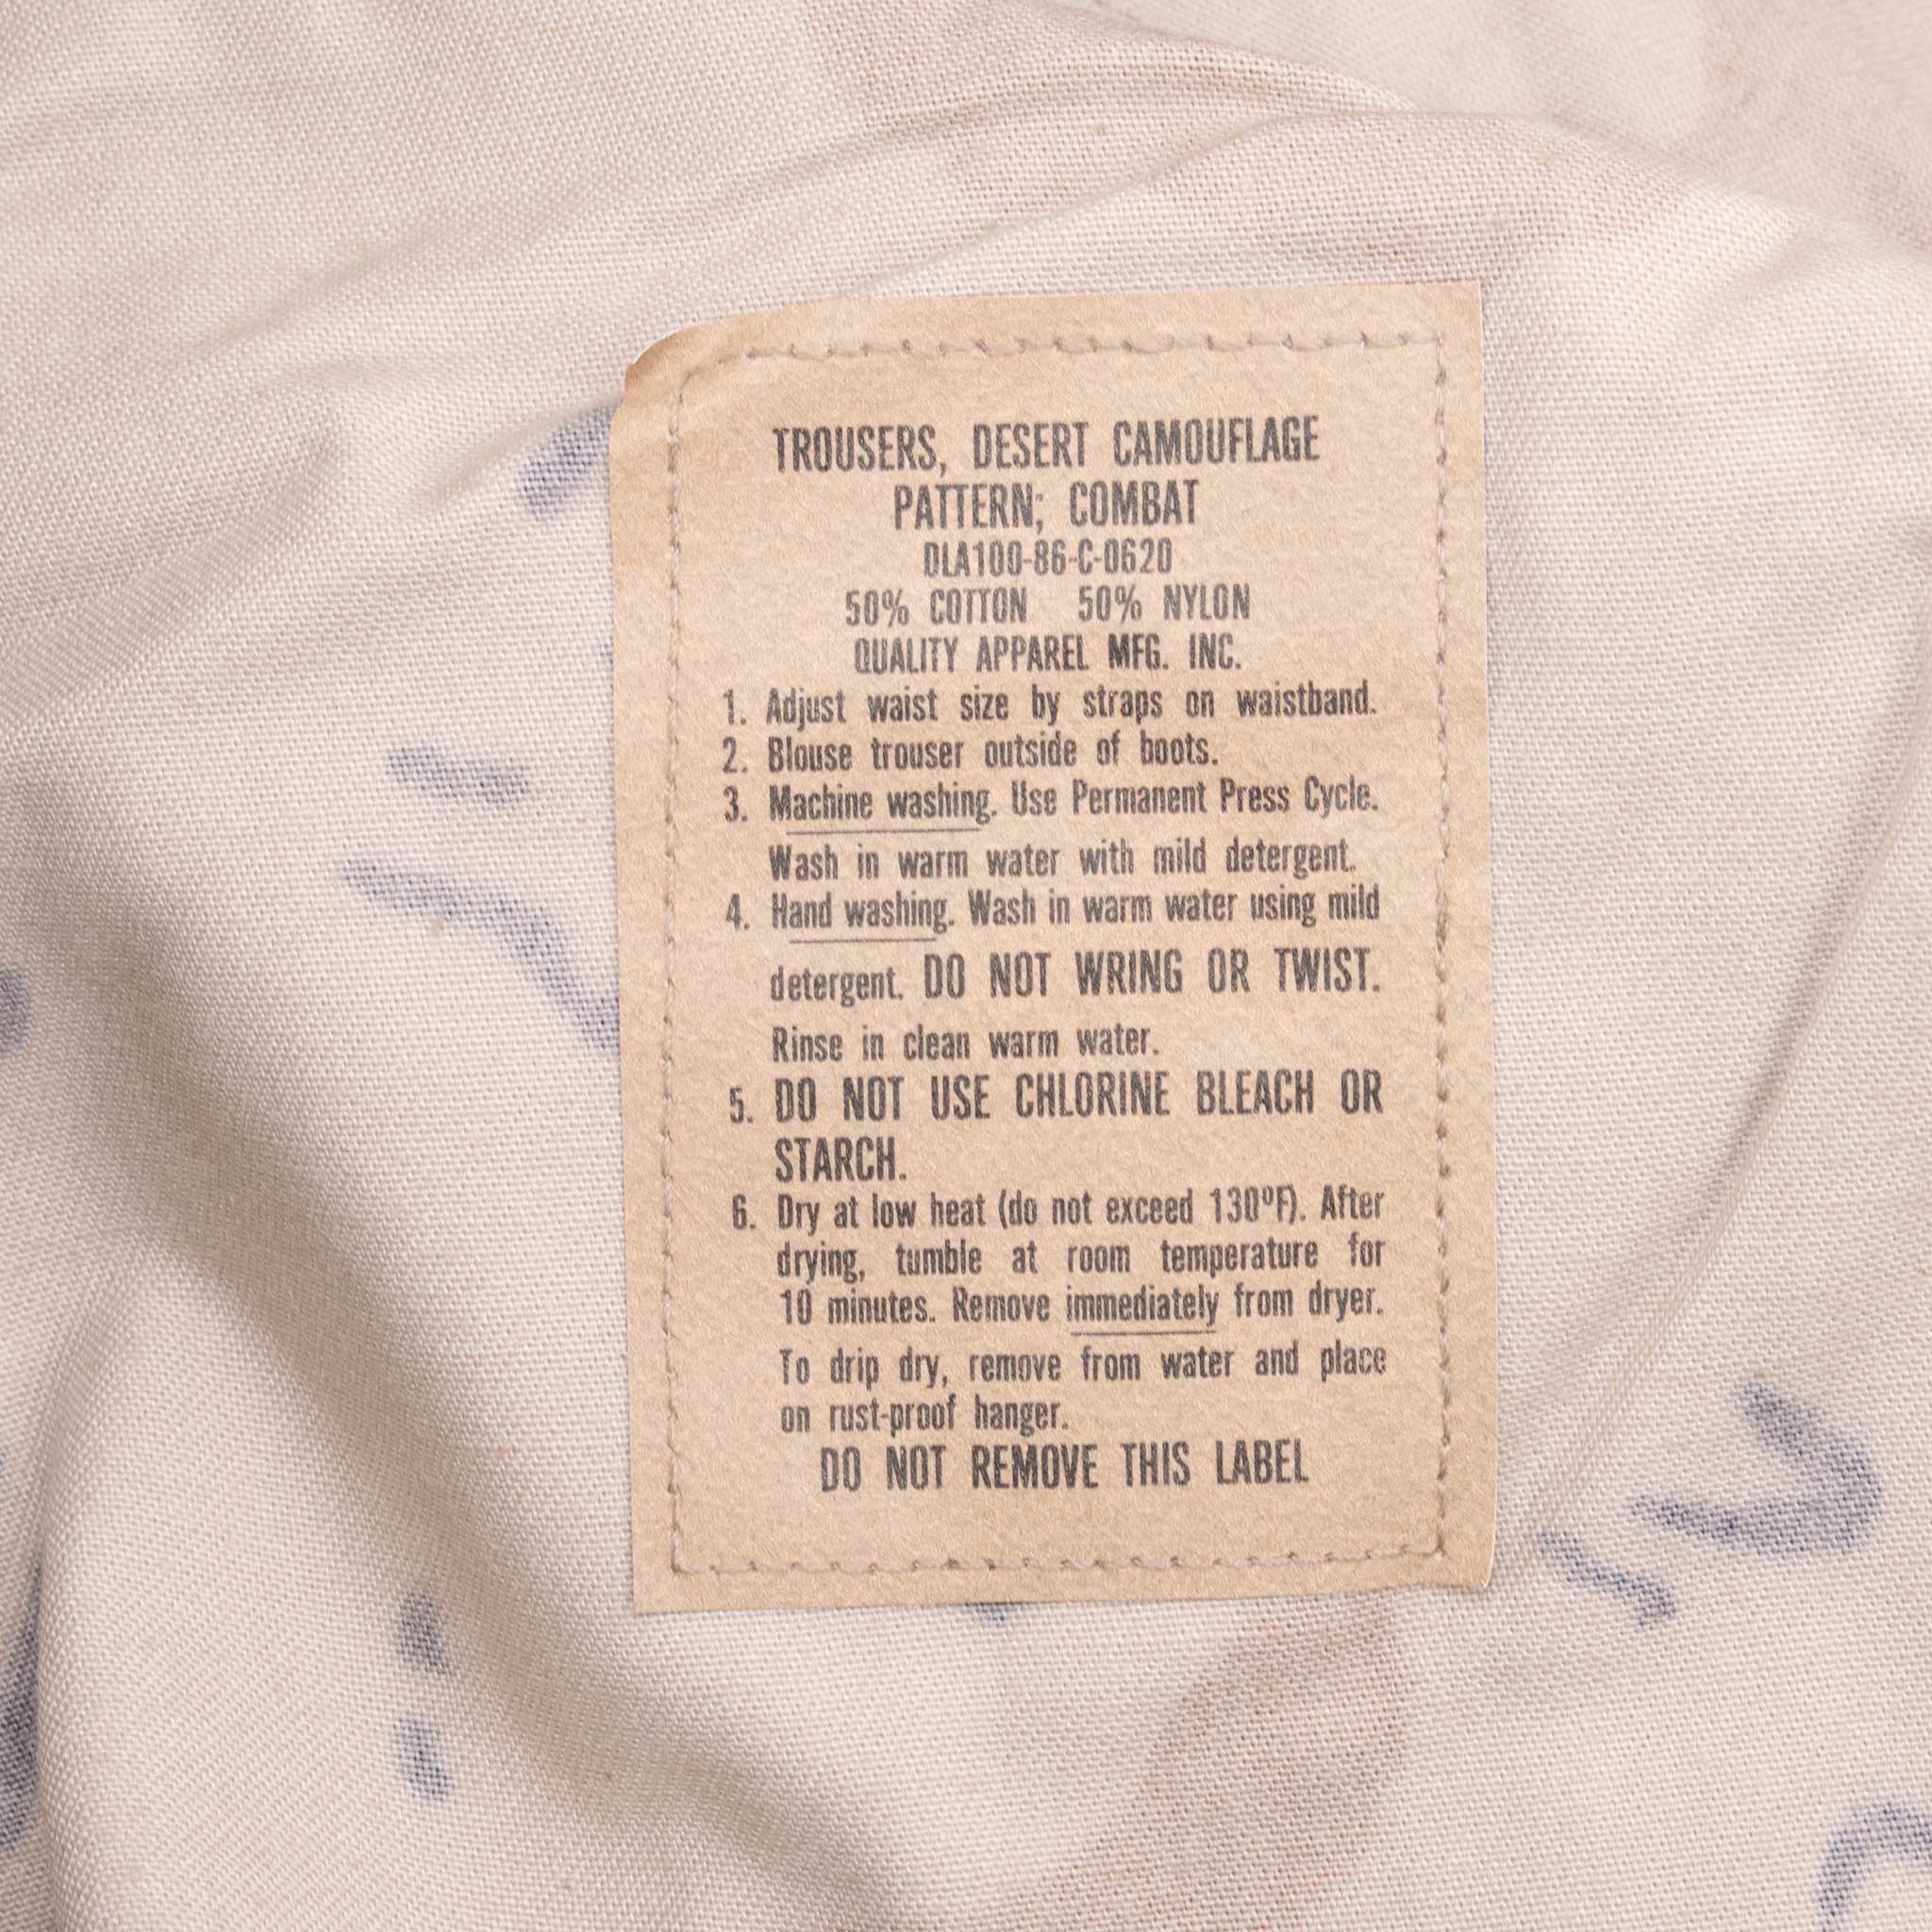 TROUSERS, DESERT CAMOUFLAGE
PATTERN; COMBAT
DLA100-86-C-0620
50% COTTON 50% NYLON
QUALITY APPAREL MFG. INC.
1. Adjust waist size by straps on waistband.
2. Blouse trouser outside of boots.
3. Machine washing. Use Permanent Press Cycle.
Wash in warm water with mild detergent.
4. Hand washing. Wash in warm water using mild
detergent. DO NOT WRING OR TWIST.
Rinse in clean warm water.
5. DO NOT USE CHLORINE BLEACH OR
STARCH.
6. Dry at low heat (do not exceed 130ºF). After
drying, tumble at room temperature for
10 minutes. Remove immediately from dryer.
To drip dry, remove from water and place
on rust-proof hanger.
DO NOT REMOVE THIS LABEL